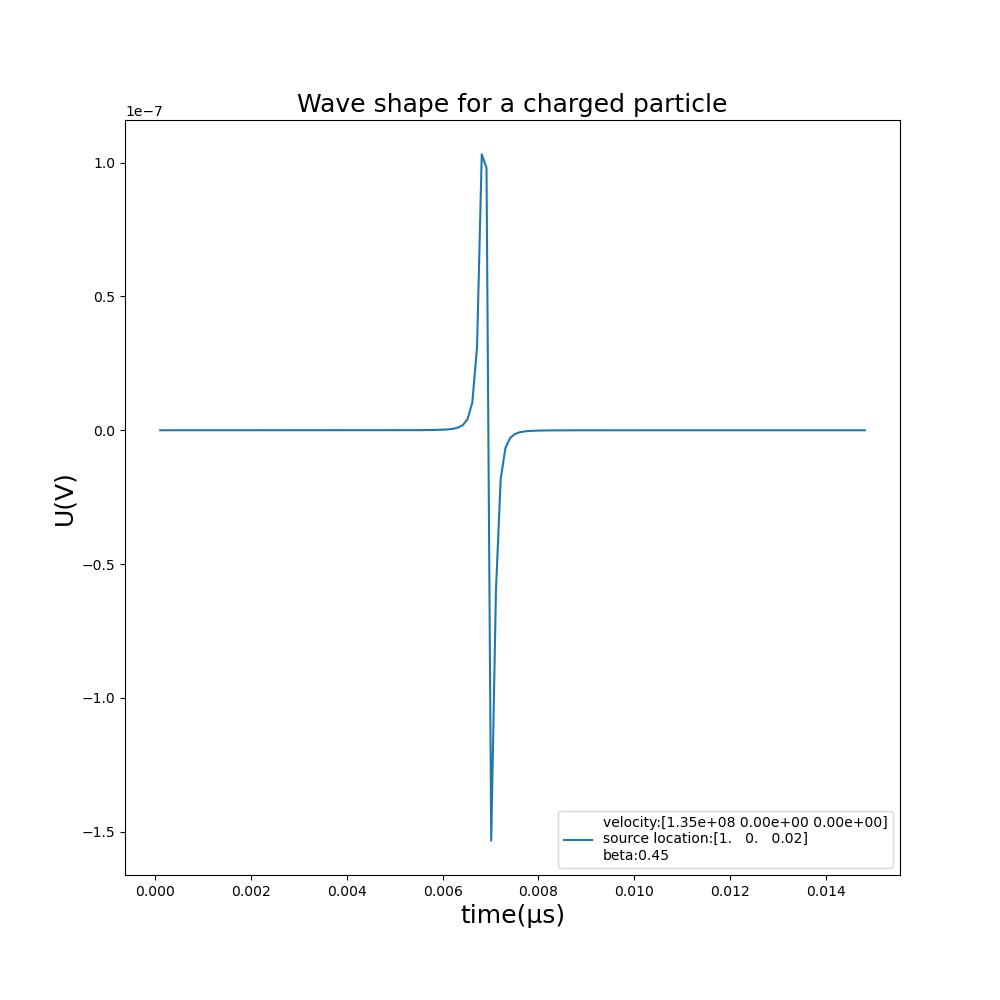 Wave shape for a charged particle
1e−7
1.0
0.5
0.0
−0.5
−1.0
−1.5
U(V)
0.000 0.002 0.004 0.006 0.008 0.010 0.012 0.014
time(μs)
velocity:[1.35e+08 0.00e+00 0.00e+00]
source location:[1.   0.   0.02]
beta:0.45